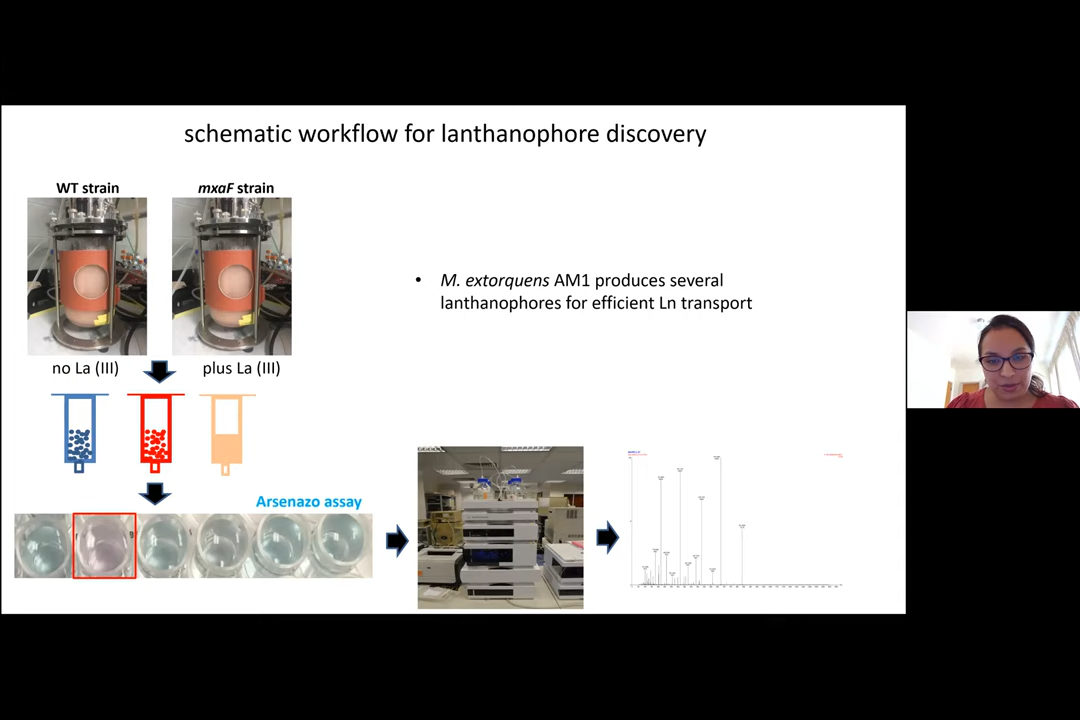 schematic workflow for lanthanophore discovery
WT strain
mxaF strain
• M. extorquens AM1 produces several
lanthanophores for efficient Ln transport
no La (III)
plus La (III)
Arsenazo assay